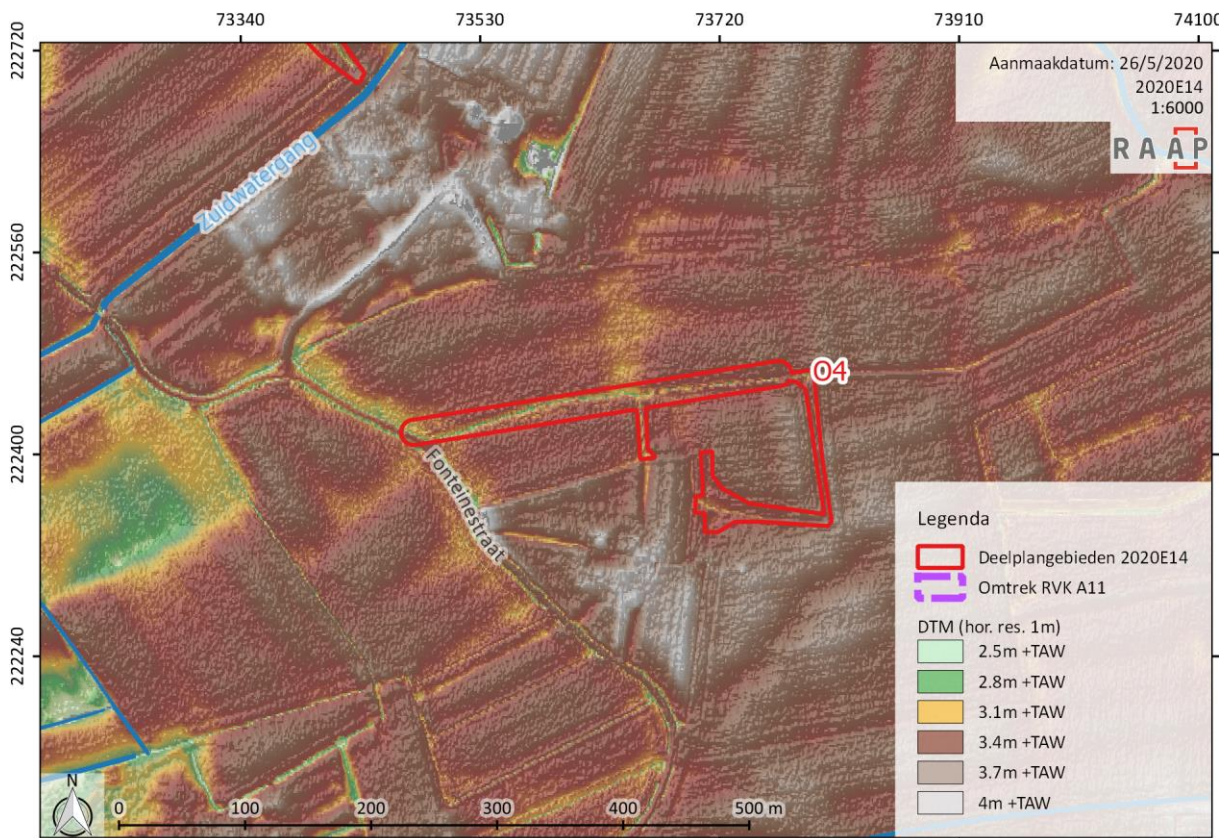 73340
73530
73720
73910
74100
222720
222560
222400
222240
Aanmaakdatum: 26/5/2020
2020E14
1:6000
RAAP
Zuidwatergang
04
Fonteinestraat
Legenda
Deelplangebieden 2020E14
Omtrek RVK A11
DTM (hor. res. 1m)
2.5m +TAW
2.8m +TAW
3.1m +TAW
3.4m +TAW
3.7m +TAW
4m +TAW
N
0 100 200 300 400 500 m